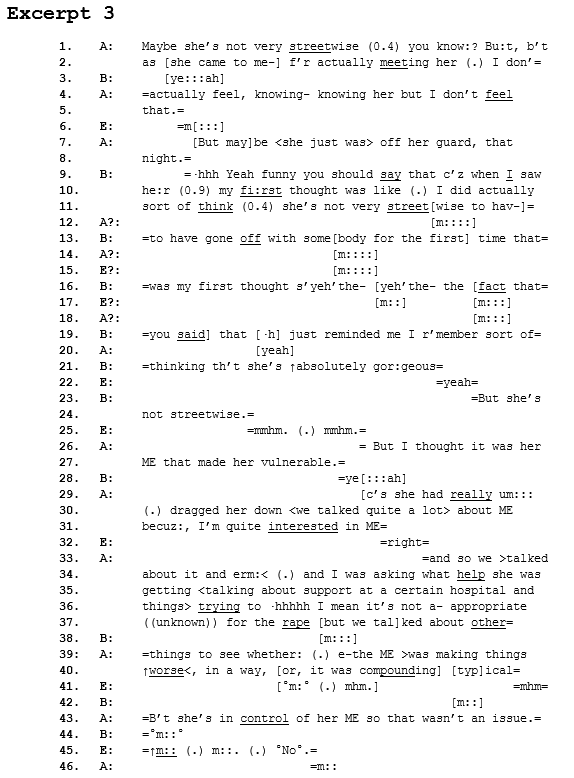 Excerpt 3
1. A: Maybe she's not very streetwise (0.4) you know:? Bu:t, b't
2. as [she came to me-] f'r actually meeting her (.) I don'=
3. B: [ye:::ah]
4. A: =actually feel, knowing- knowing her but I don't feel
5. that.=
6. E: =m[:::]
7. A: [But may]be <she just was> off her guard, that
8. night.=
9. B: =·hhh Yeah funny you should say that c'z when I saw
10. he:r (0.9) my fi:rst thought was like (.) I did actually
11. sort of think (0.4) she's not very street[wise to hav-]=
12. A?: [m::::]
13. B: =to have gone off with some[body for the first] time that=
14. A?: [m::::]
15. E?: [m::::]
16. B: =was my first thought s'yeh'the- [yeh'the- the [fact that=
17. E?: [m::] [m:::]
18. A?: [m:::]
19. B: =you said] that [·h] just reminded me I r'member sort of=
20. A: [yeah]
21. B: =thinking th't she's ↑absolutely gor:geous=
22. E: =yeah=
23. B: =But she's
24. not streetwise.=
25. E: =mmhm. (.) mmhm.=
26. A: = But I thought it was her
27. ME that made her vulnerable.=
28. B: =ye[:::ah]
29. A: [c's she had really um:::
30. (.) dragged her down <we talked quite a lot> about ME
31. becuz:, I'm quite interested in ME=
32. E: =right=
33. A: =and so we >talked
34. about it and erm:< (.) and I was asking what help she was
35. getting <talking about support at a certain hospital and
36. things> trying to ·hhhhh I mean it's not a- appropriate
37. ((unknown)) for the rape [but we tal]ked about other=
38. B: [m:::]
39: A: =things to see whether: (.) e-the ME >was making things
40. ↑worse<, in a way, [or, it was compounding] [typ]ical=
41. E: [°m:° (.) mhm.] =mhm=
42. B: [m::]
43. A: =B't she's in control of her ME so that wasn't an issue.=
44. B: =°m::°
45. E: =↑m:: (.) m::. (.) °No°.=
46. A: =m::